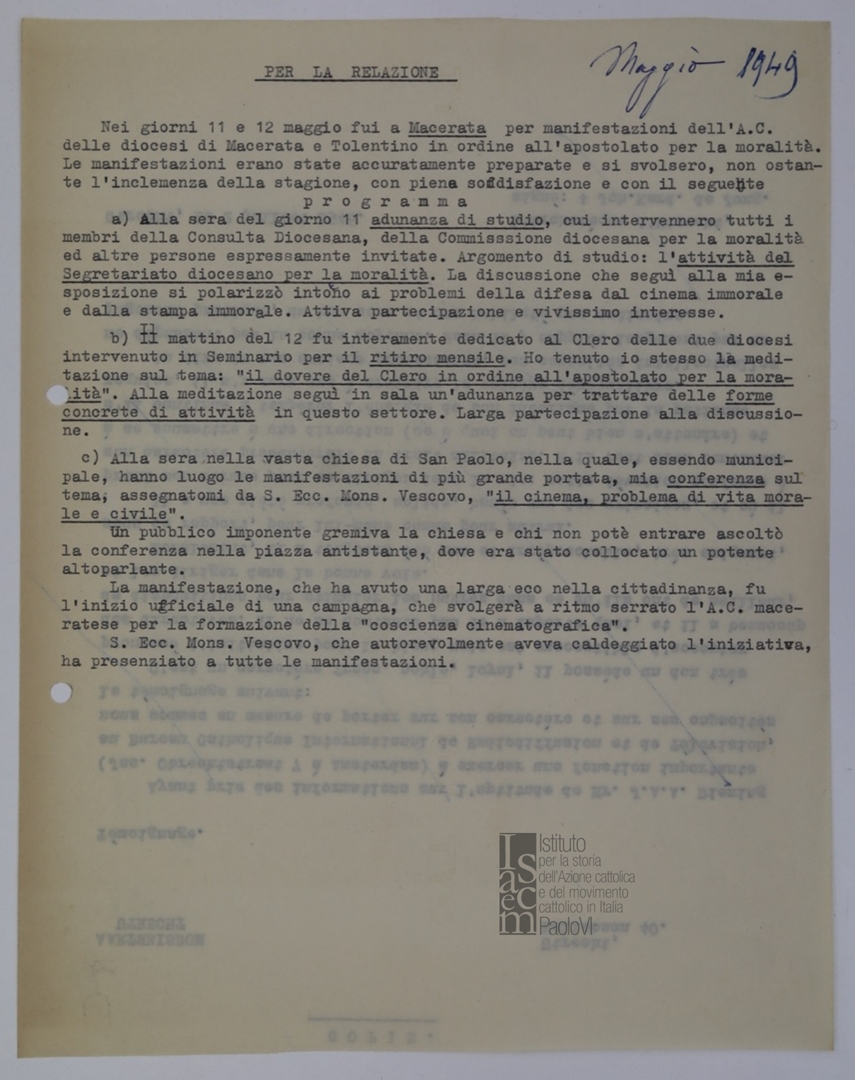 Maggio 1949
PER LA RELAZIONE
Nei giorni 11 e 12 maggio fui a Macerata per manifestazioni dell'A.C.
delle diocesi di Macerata e Tolentino in ordine all'apostolato per la moralità.
Le manifestazioni erano state accuratamente preparate e si svolsero, non ostan-
te l'inclemenza della stagione, con piena soddisfazione e con il seguente
p r o g r a m m a
a) Alla sera del giorno 11 adunanza di studio, cui intervennero tutti i
membri della Consulta Diocesana, della Commisssione diocesana per la moralità
ed altre persone espressamente invitate. Argomento di studio: l'attività del
Segretariato diocesano per la moralità. La discussione che seguì alla mia e-
sposizione si polarizzò intorno ai problemi della difesa dal cinema immorale
e dalla stampa immorale. Attiva partecipazione e vivissimo interesse.
b) Il mattino del 12 fu interamente dedicato al Clero delle due diocesi
intervenuto in Seminario per il ritiro mensile. Ho tenuto io stesso la medi-
tazione sul tema: "il dovere del Clero in ordine all'apostolato per la mora-
lità". Alla meditazione seguì in sala un'adunanza per trattare delle forme
concrete di attività in questo settore. Larga partecipazione alla discussio-
ne.
c) Alla sera nella vasta chiesa di San Paolo, nella quale, essendo munici-
pale, hanno luogo le manifestazioni di più grande portata, mia conferenza sul
tema, assegnatomi da S. Ecc. Mons. Vescovo, "il cinema, problema di vita mora-
le e civile".
Un pubblico imponente gremiva la chiesa e chi non potè entrare ascoltò
la conferenza nella piazza antistante, dove era stato collocato un potente
altoparlante.
La manifestazione, che ha avuto una larga eco nella cittadinanza, fu
l'inizio ufficiale di una campagna, che svolgerà a ritmo serrato l'A.C. mace-
ratese per la formazione della "coscienza cinematografica".
S. Ecc. Mons. Vescovo, che autorevolmente aveva caldeggiato l'iniziativa,
ha presenziato a tutte le manifestazioni.
Isacem
Istituto
per la storia
dell'Azione cattolica
e del movimento
cattolico in Italia
PaoloVI